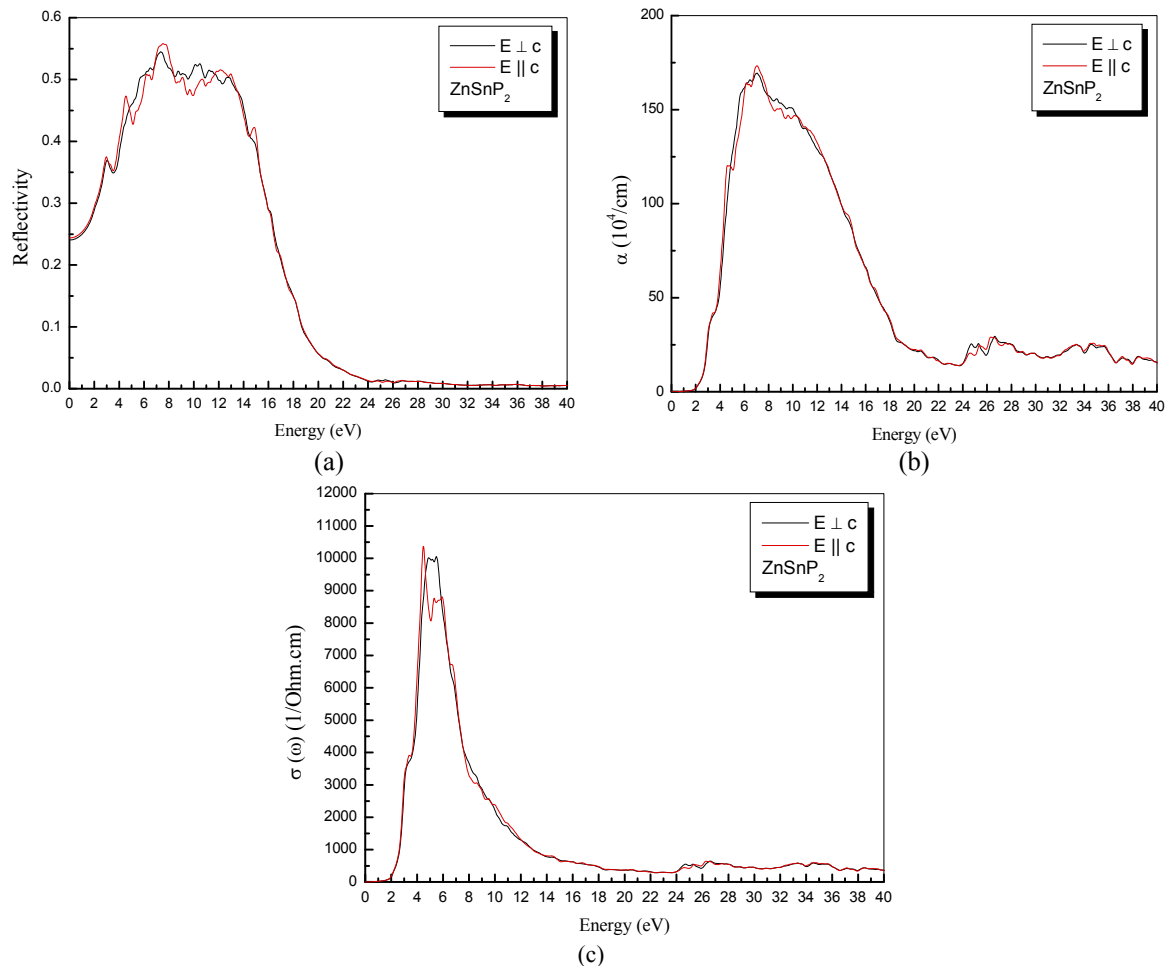 0.6
0.5
0.4
0.3
0.2
0.1
0.0
Reflectivity
E ⊥ c
E || c
ZnSnP₂
0 2 4 6 8 10 12 14 16 18 20 22 24 26 28 30 32 34 36 38 40
Energy (eV)
(a)
200
150
100
50
0
α (10⁴/cm)
E ⊥ c
E || c
ZnSnP₂
0 2 4 6 8 10 12 14 16 18 20 22 24 26 28 30 32 34 36 38 40
Energy (eV)
(b)
12000
11000
10000
9000
8000
7000
6000
5000
4000
3000
2000
1000
0
σ (ω) (1/Ohm.cm)
E ⊥ c
E || c
ZnSnP₂
0 2 4 6 8 10 12 14 16 18 20 22 24 26 28 30 32 34 36 38 40
Energy (eV)
(c)